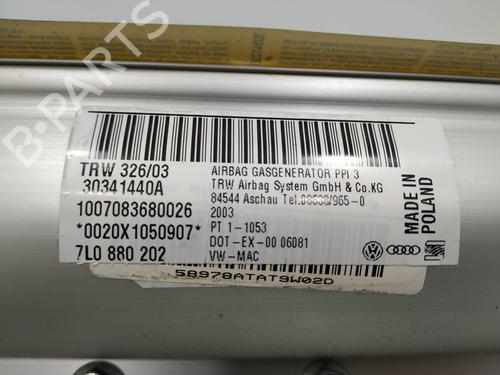 B-PARTS
TRW 326/03
30341440A
1007083680026
*0020X1050907*
7L0 880 202
AIRBAG GASGENERATOR PPI 3
TRW Airbag System GmbH & Co.KG
84544 Aschau Tel.08638/965-0
2003
PT 1-1053
DOT-EX-00 06081
VW-MAC
MADE IN
POLAND
58978ATAT9W02D